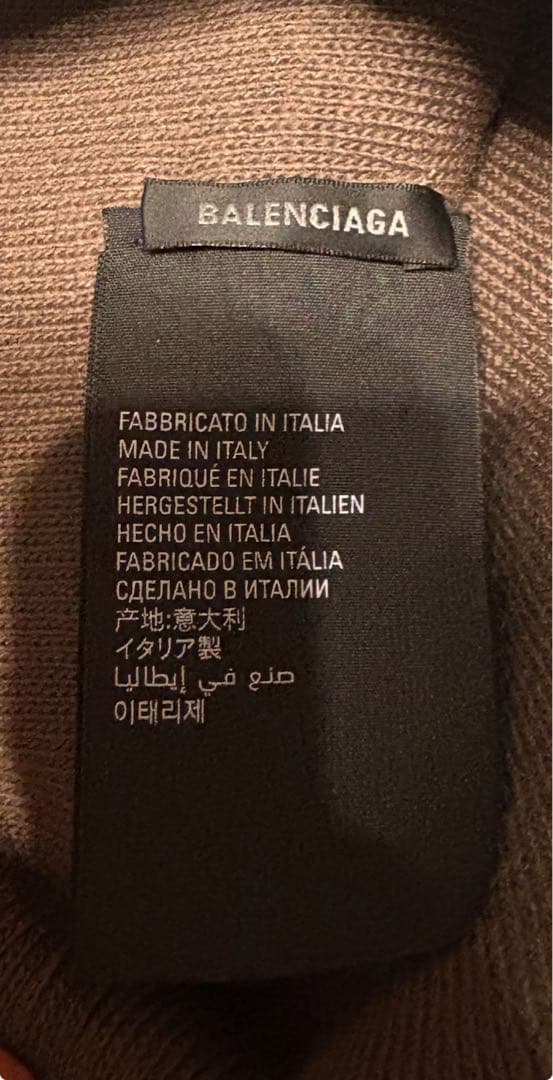 BALENCIAGA
FABBRICATO IN ITALIA
MADE IN ITALY
FABRIQUÉ EN ITALIE
HERGESTELLT IN ITALIEN
HECHO EN ITALIA
FABRICADO EM ITÁLIA
СДЕЛАНО В ИТАЛИИ
产地:意大利
イタリア製
صنع في إيطاليا
이태리제